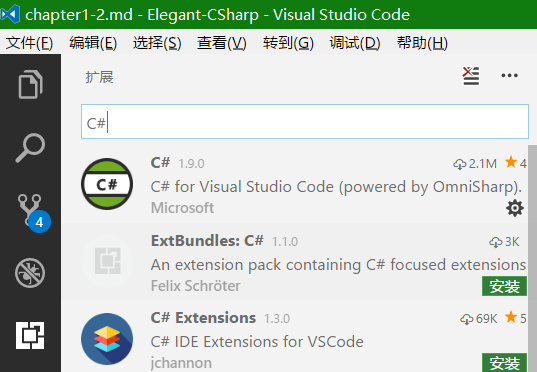 chapter1-2.md - Elegant-CSharp - Visual Studio Code
文件(F) 编辑(E) 选择(S) 查看(V) 转到(G) 调试(D) 帮助(H)
扩展
C#
C# 1.9.0 2.1M 4
C#
C# for Visual Studio Code (powered by OmniSharp).
Microsoft
4
ExtBundles: C# 1.1.0 3K
An extension pack containing C# focused extensions
Felix Schröter 安装
C# Extensions 1.3.0 69K 5
C# IDE Extensions for VSCode
jchannon 安装